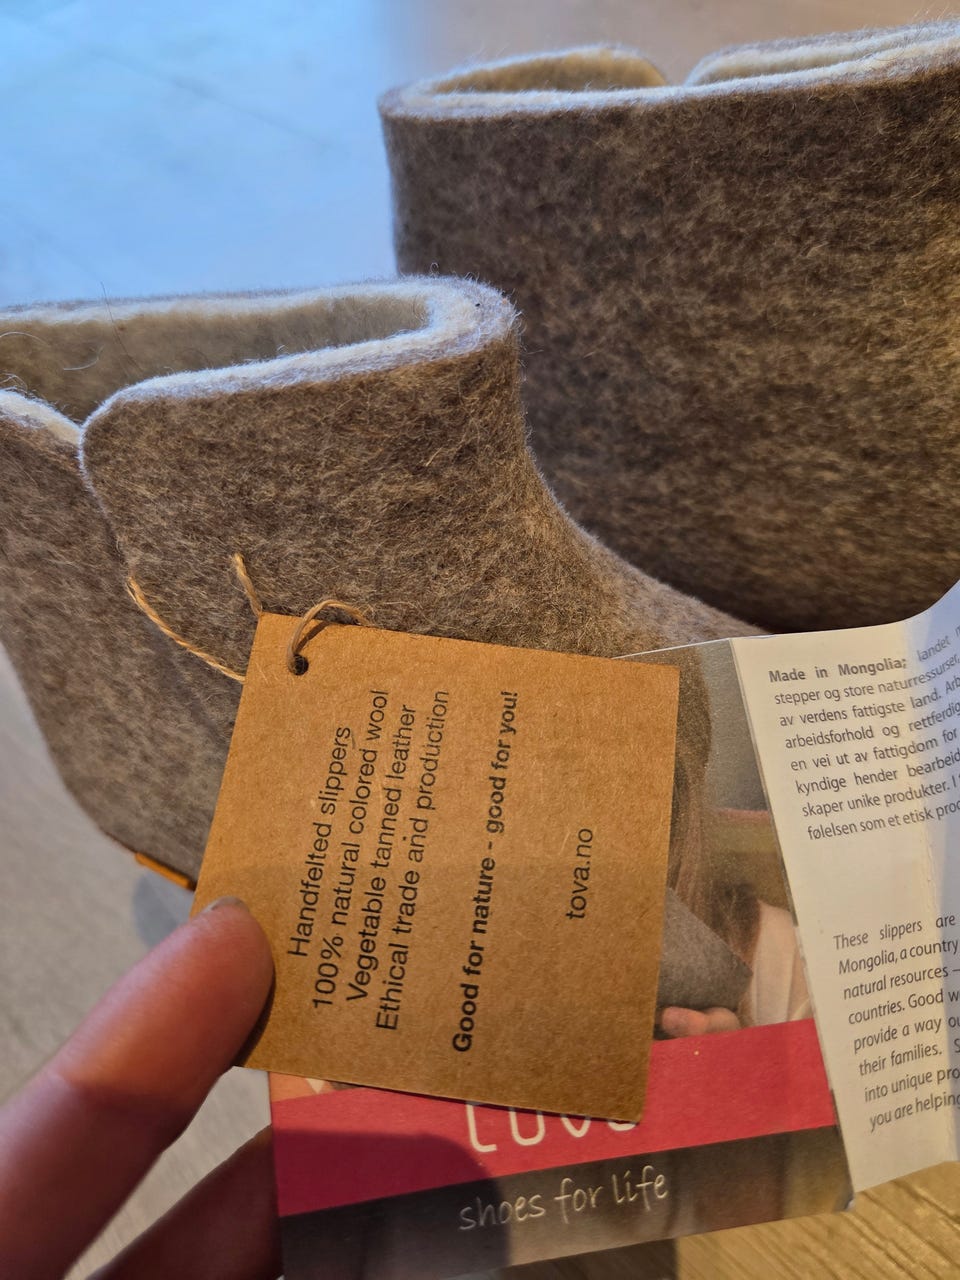 Handfelted slippers
100% natural colored wool
Vegetable tanned leather
Ethical trade and production
Good for nature - good for you!
tova.no
shoes for life
Made in Mongolia; landet
stepper og store naturressurser,
av verdens fattigste land.
arbeidsforhold og
en vei ut av fattigdom for
kyndige hender
skaper unike produkter. I
følelsen som et etisk
These slippers are
Mongolia, a country
natural resources –
countries. Good
provide a way
their families.
into unique
you are helping